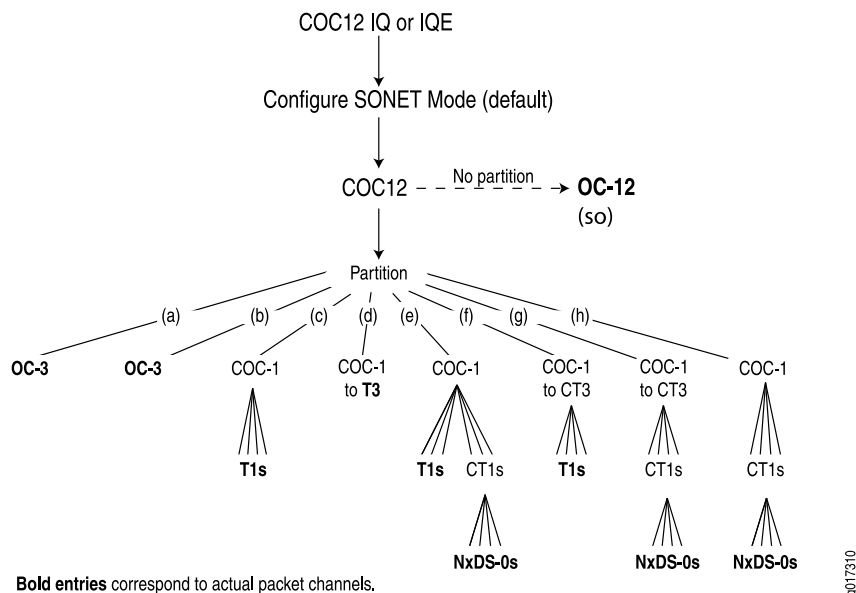 COC12 IQ or IQE
Configure SONET Mode (default)
COC12
No partition
OC-12
(so)
Partition
(a)
(b)
(c)
(d)
(e)
(f)
(g)
(h)
OC-3
OC-3
COC-1
COC-1
to T3
COC-1
COC-1
to CT3
COC-1
to CT3
COC-1
T1s
T1s
CT1s
T1s
CT1s
CT1s
NxDS-0s
NxDS-0s
NxDS-0s
Bold entries correspond to actual packet channels.
g017310